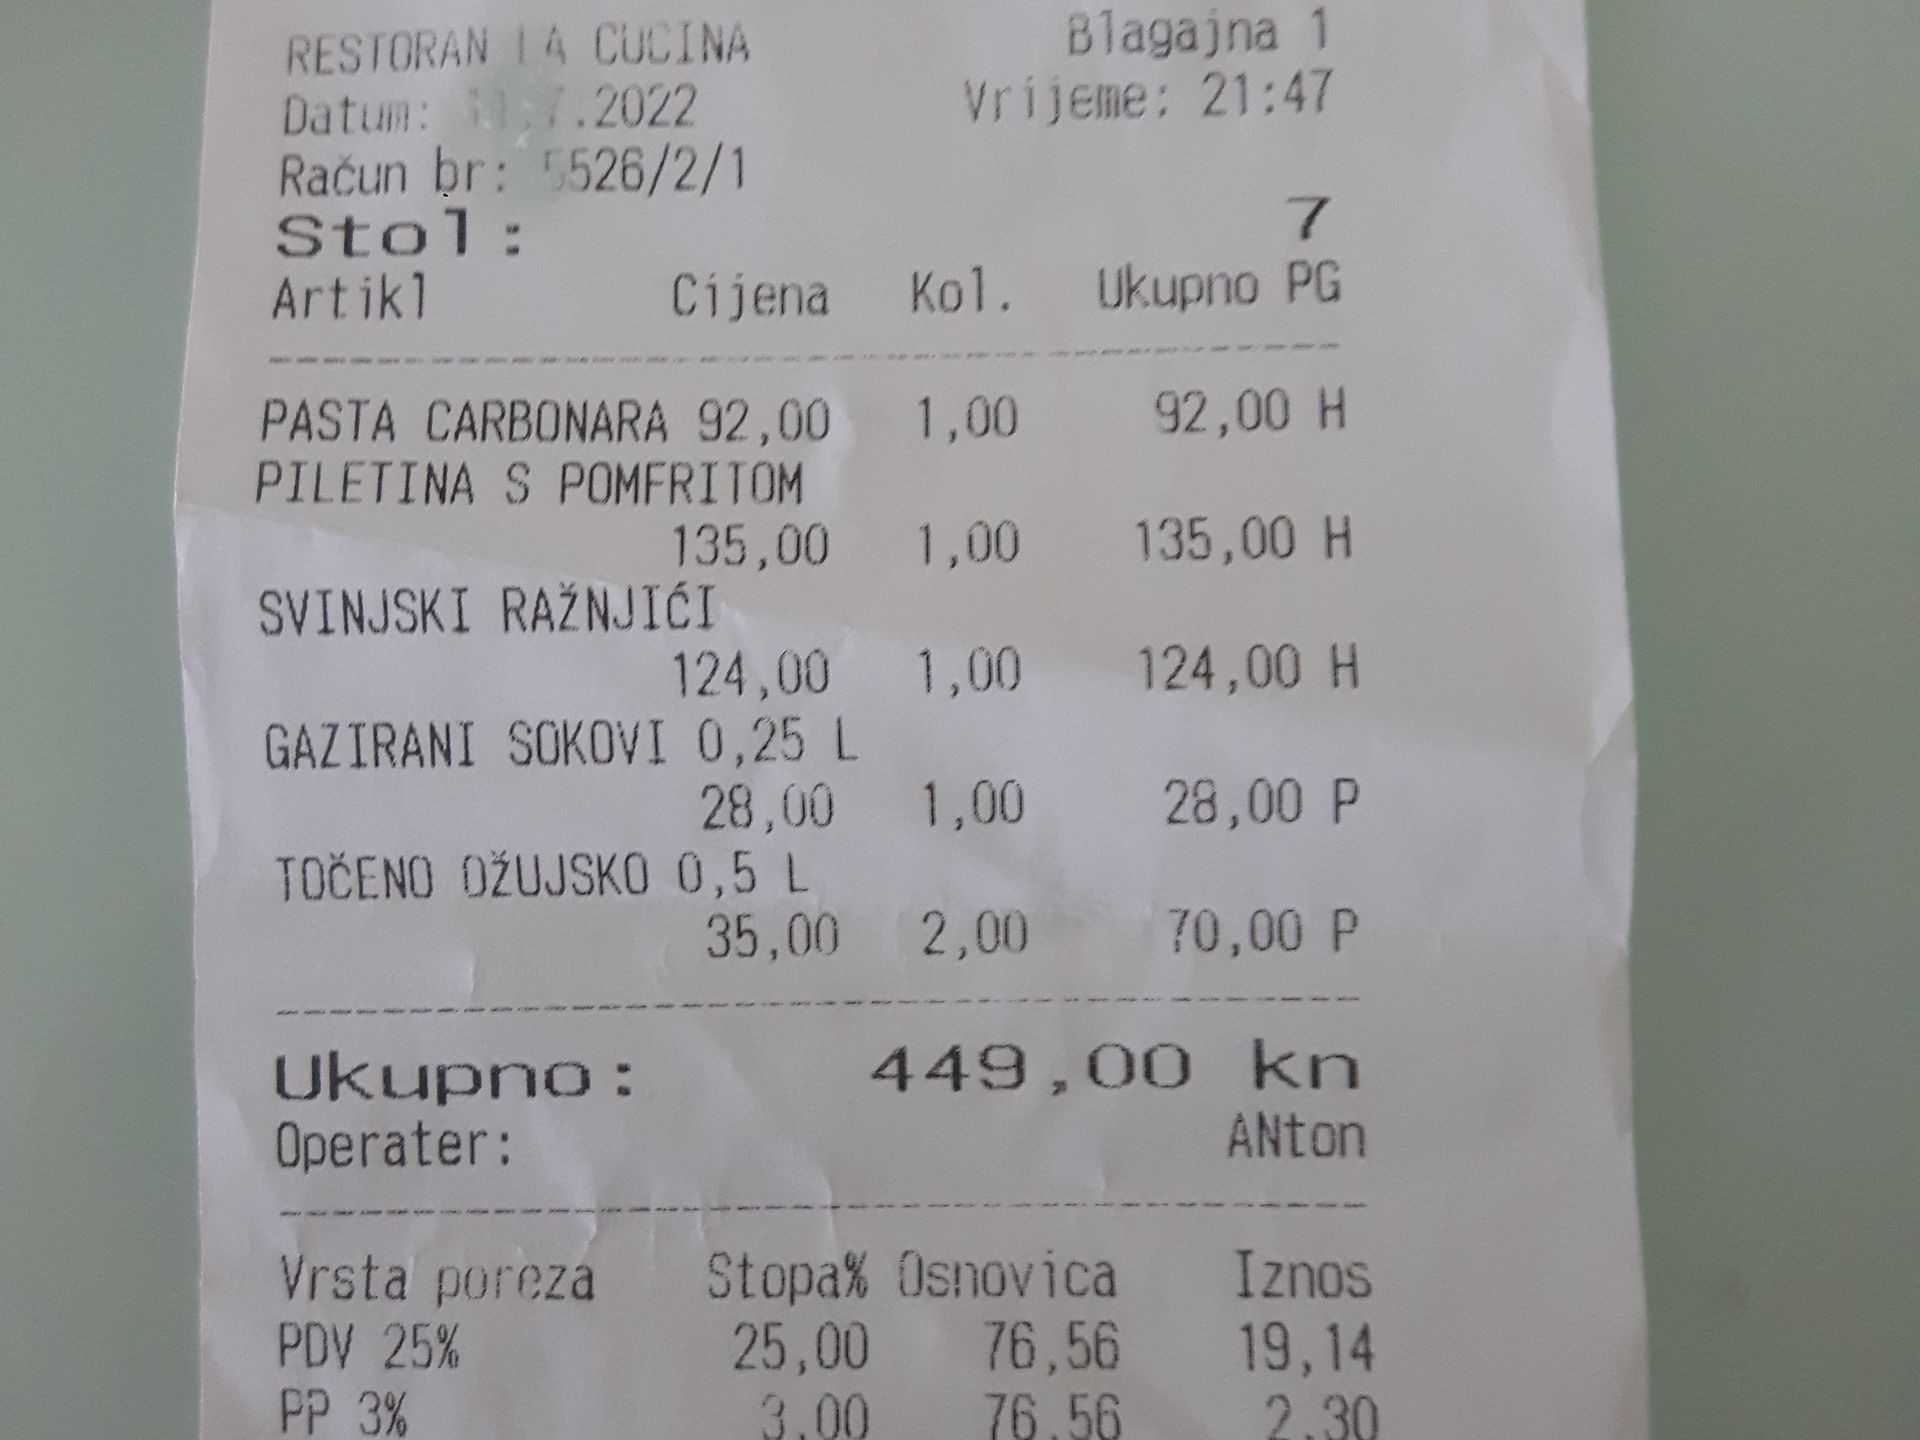 RESTORAN LA CUCINA Blagajna 1
Datum: Vrijeme: 21:47
Račun br: 5526/2/1
Stol: 7
Artikl Cijena Kol. Ukupno PG
PASTA CARBONARA 92,00 1,00 92,00 H
PILETINA S POMFRITOM
135,00 1,00 135,00 H
SVINJSKI RAŽNJIĆI
124,00 1,00 124,00 H
GAZIRANI SOKOVI 0,25 L
28,00 1,00 28,00 P
TOČENO OŽUJSKO 0,5 L
35,00 2,00 70,00 P
Ukupno: 449,00 kn
Operater: ANton
Vrsta poreza Stopa% Osnovica Iznos
PDV 25% 25,00 76,56 19,14
PP 3% 3,00 76,56 2,30